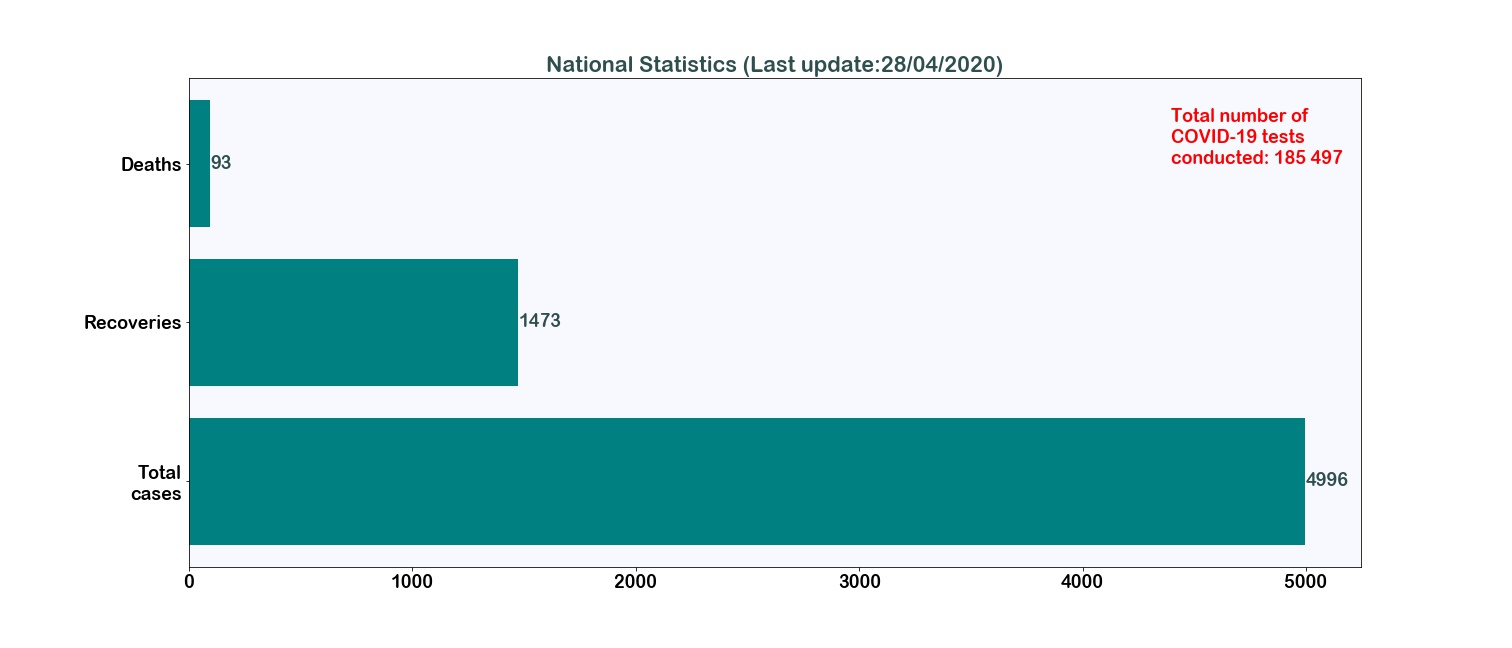 National Statistics (Last update:28/04/2020)
Total number of
COVID-19 tests
conducted: 185 497
Deaths
93
Recoveries
1473
Total
cases
4996
0
1000
2000
3000
4000
5000